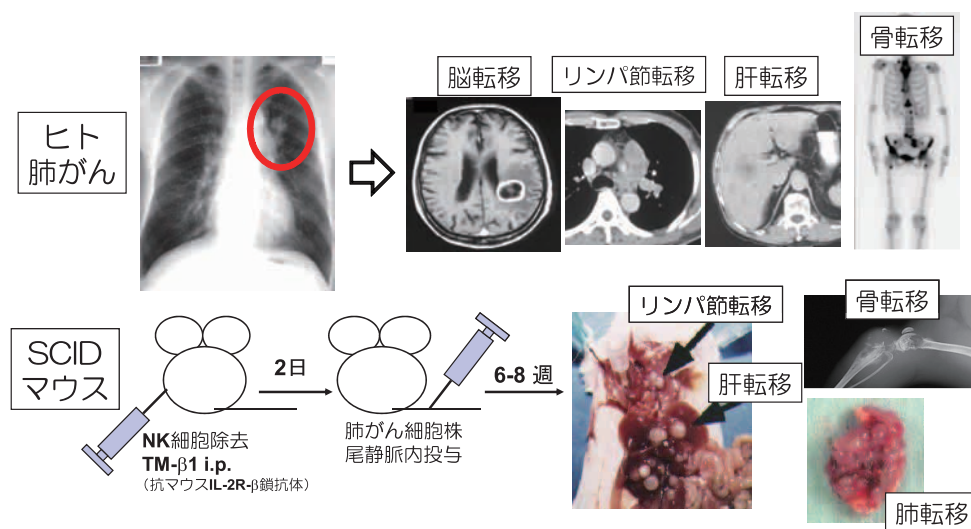 ヒト
肺がん
脳転移
リンパ節転移
肝転移
骨転移
SCID
マウス
NK細胞除去
TM-β1 i.p.
（抗マウスIL-2R-β鎖抗体）
2日
肺がん細胞株
尾静脈内投与
6-8 週
リンパ節転移
肝転移
骨転移
肺転移